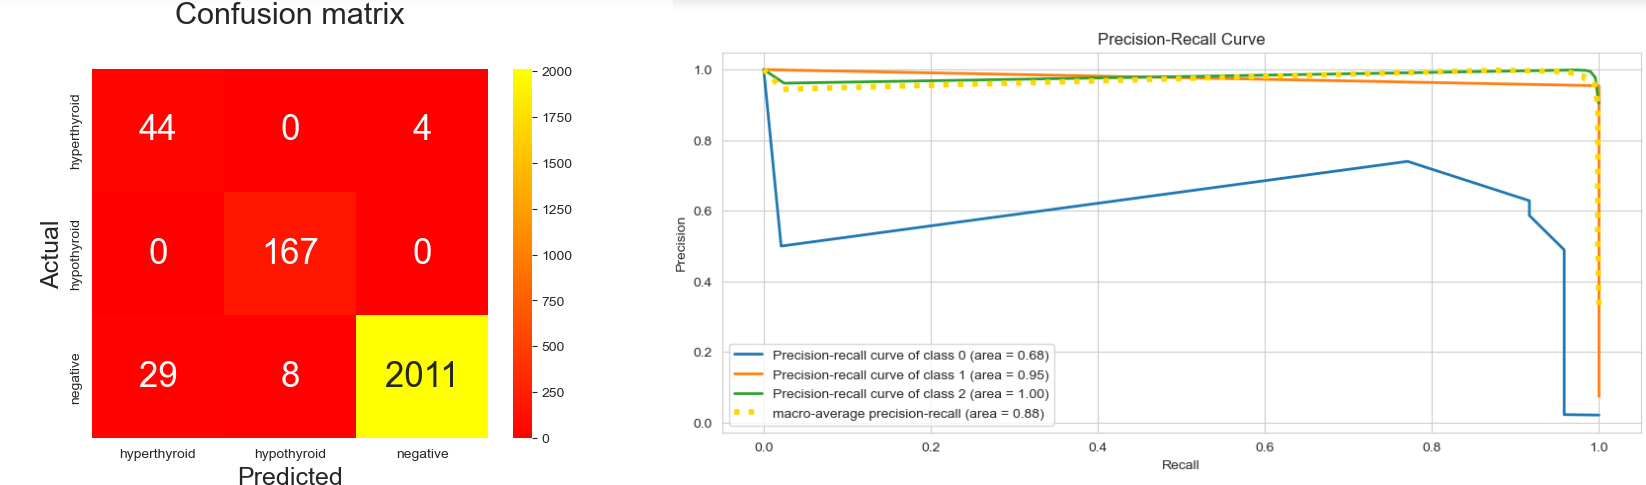 Confusion matrix
44 0 4
0 167 0
29 8 2011
hyperthyroid
hypothyroid
negative
Actual
hyperthyroid hypothyroid negative
Predicted
2000
1750
1500
1250
1000
750
500
250
0
Precision-Recall Curve
1.0
0.8
0.6
0.4
0.2
0.0
Precision
Precision-recall curve of class 0 (area = 0.68)
Precision-recall curve of class 1 (area = 0.95)
Precision-recall curve of class 2 (area = 1.00)
macro-average precision-recall (area = 0.88)
0.0 0.2 0.4 0.6 0.8 1.0
Recall